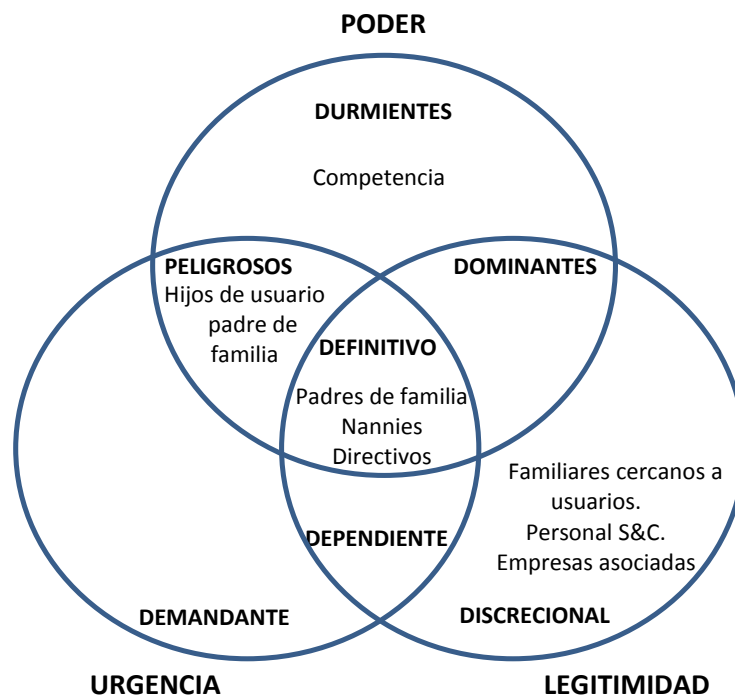 PODER
DURMIENTES
Competencia
PELIGROSOS
Hijos de usuario
padre de
familia
DOMINANTES
DEFINITIVO
Padres de familia
Nannies
Directivos
Familiares cercanos a
usuarios.
Personal S&C.
Empresas asociadas
DEPENDIENTE
DEMANDANTE
DISCRECIONAL
URGENCIA
LEGITIMIDAD